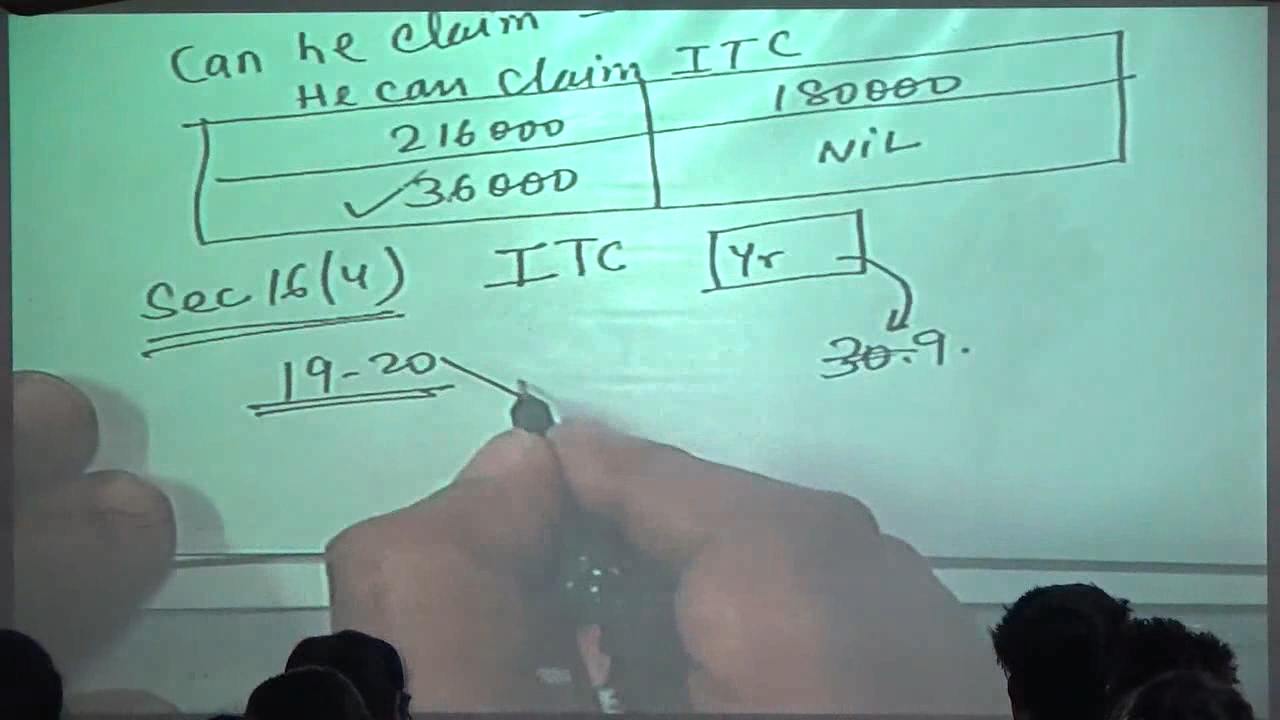 Can he claim -
He can claim ITC
216000 180000
✓36000 NiL
Sec 16(4) ITC Yr
30.9.
19-20